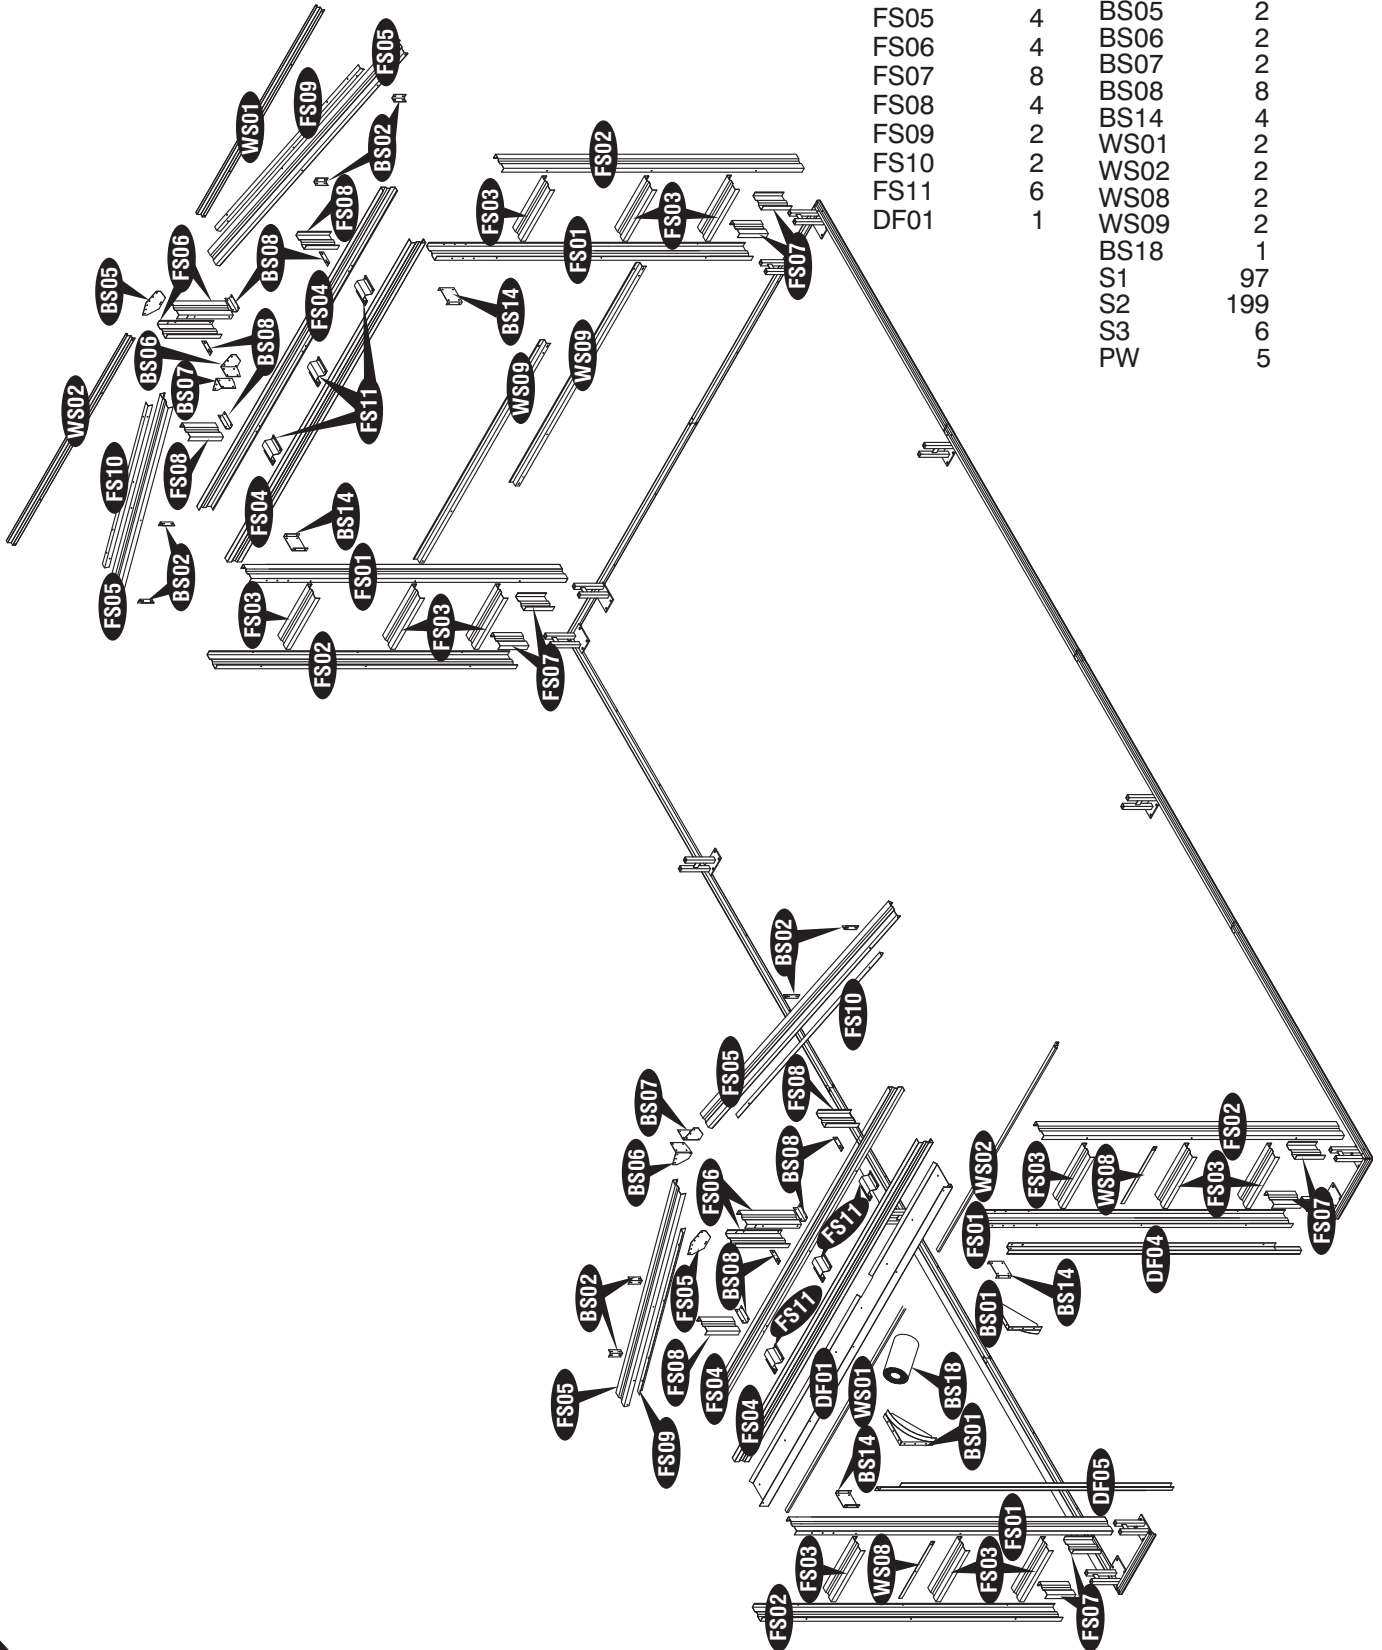 FS05 4
FS06 4
FS07 8
FS08 4
FS09 2
FS10 2
FS11 6
DF01 1
BS05 2
BS06 2
BS07 2
BS08 8
BS14 4
WS01 2
WS02 2
WS08 2
WS09 2
BS18 1
S1 97
S2 199
S3 6
PW 5
WS01
FS09
FS05
BS02
FS08
BS08
FS06
BS05
BS06
BS07
BS08
FS04
WS02
FS10
FS08
FS05
BS02
FS04
FS11
BS14
FS01
FS03
FS03
FS02
FS07
BS14
FS01
FS03
FS03
FS02
FS07
WS09
WS09
BS02
FS10
FS05
FS08
BS07
BS06
FS06
BS08
BS08
FS05
FS11
FS11
BS02
FS05
FS09
FS08
FS04
FS04
DF01
WS01
BS18
BS01
BS14
WS02
FS01
FS03
WS08
FS03
FS02
FS07
DF04
BS14
BS01
DF05
FS01
FS03
WS08
FS03
FS02
FS07